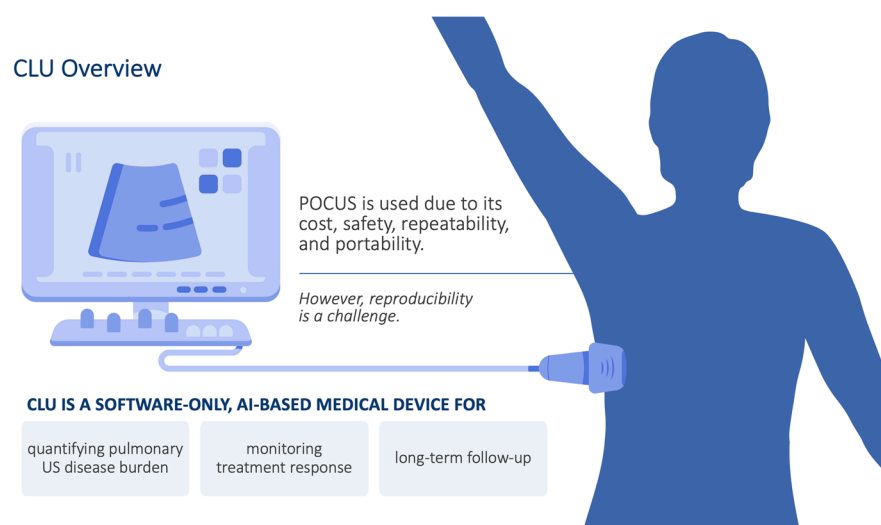 CLU Overview
POCUS is used due to its
cost, safety, repeatability,
and portability.
However, reproducibility
is a challenge.
CLU IS A SOFTWARE-ONLY, AI-BASED MEDICAL DEVICE FOR
quantifying pulmonary
US disease burden
monitoring
treatment response
long-term follow-up